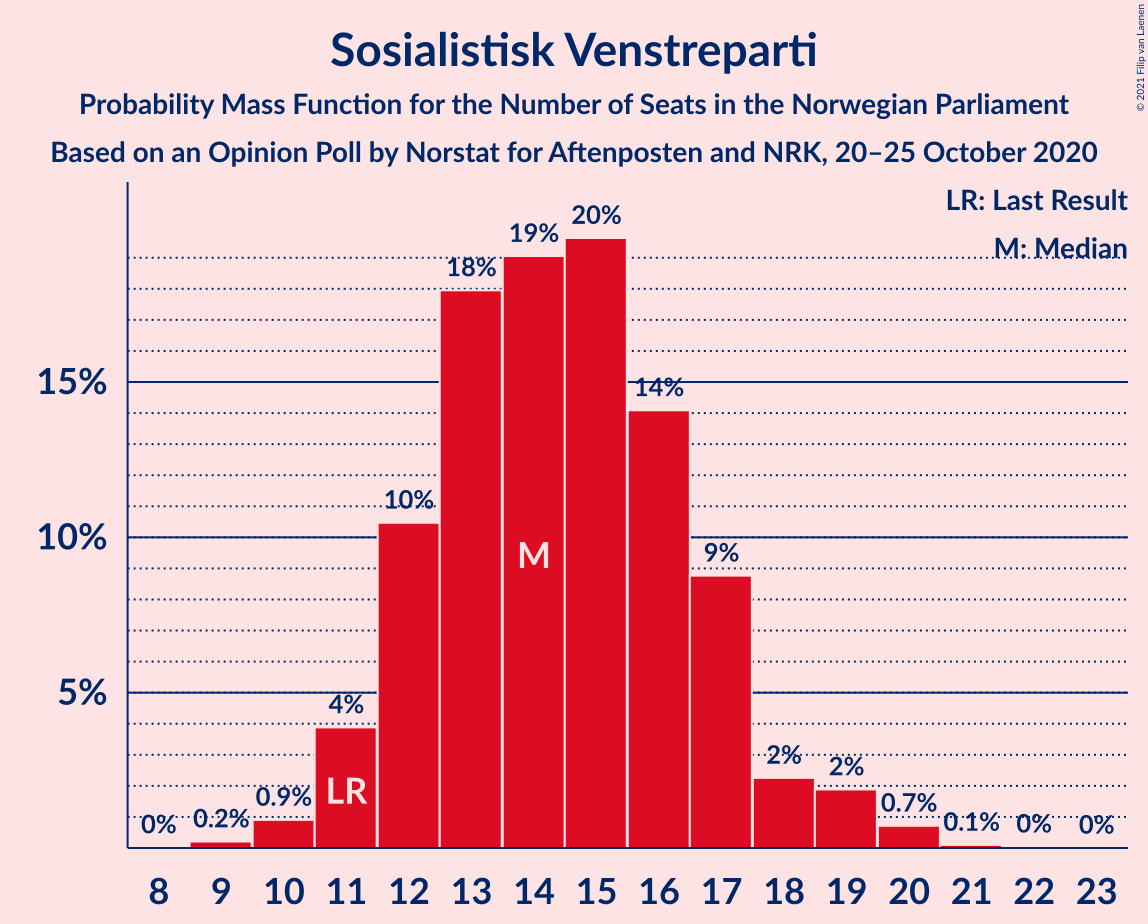 Sosialistisk Venstreparti
Probability Mass Function for the Number of Seats in the Norwegian Parliament
Based on an Opinion Poll by Norstat for Aftenposten and NRK, 20–25 October 2020
© 2021 Filip van Laenen
LR: Last Result
M: Median
15%
10%
5%
0%
0.2%
0.9%
4%
10%
18%
19%
20%
14%
9%
2%
2%
0.7%
0.1%
0%
0%
LR
M
8 9 10 11 12 13 14 15 16 17 18 19 20 21 22 23